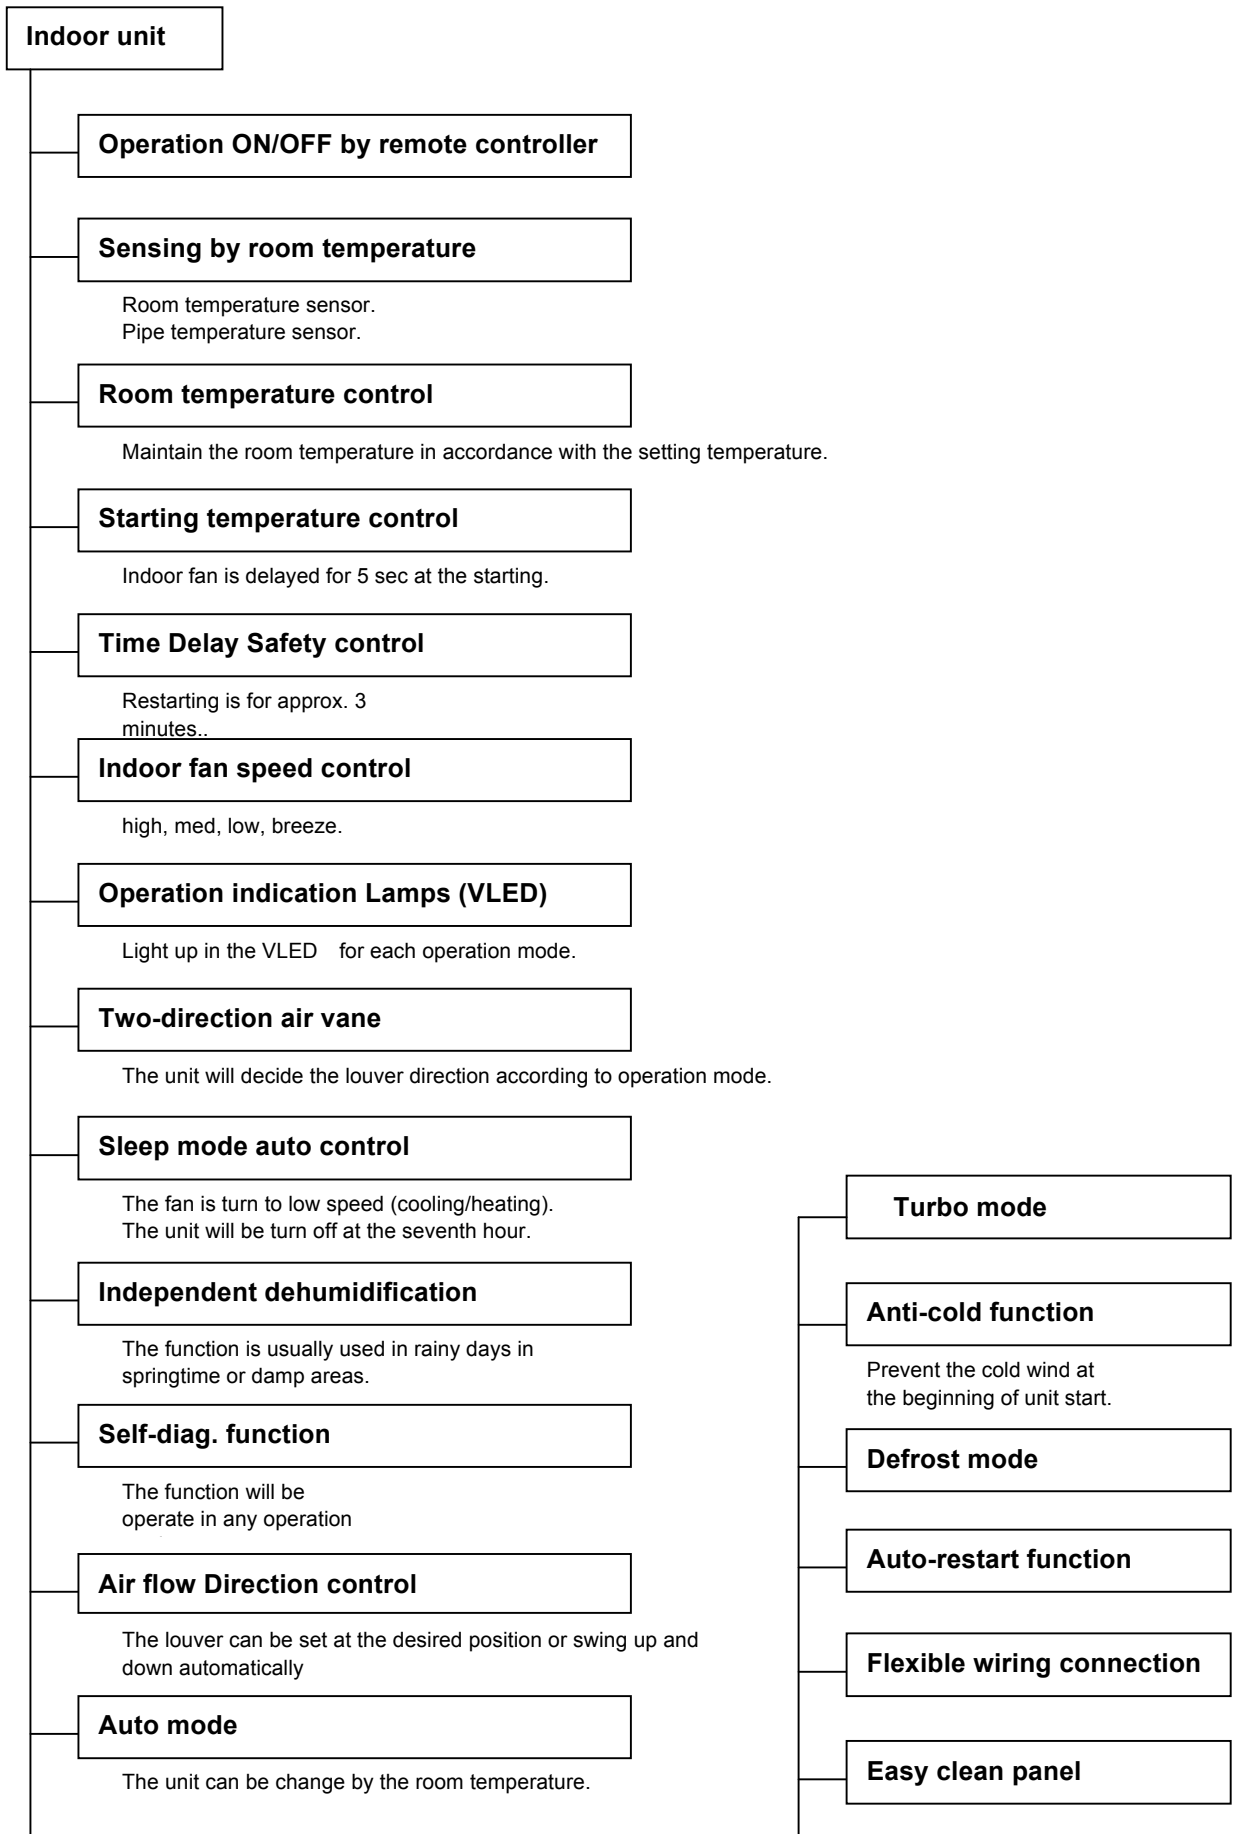 Indoor unit
Operation ON/OFF by remote controller
Sensing by room temperature
Room temperature sensor.
Pipe temperature sensor.
Room temperature control
Maintain the room temperature in accordance with the setting temperature.
Starting temperature control
Indoor fan is delayed for 5 sec at the starting.
Time Delay Safety control
Restarting is for approx. 3
minutes..
Indoor fan speed control
high, med, low, breeze.
Operation indication Lamps (VLED)
Light up in the VLED for each operation mode.
Two-direction air vane
The unit will decide the louver direction according to operation mode.
Sleep mode auto control
The fan is turn to low speed (cooling/heating).
The unit will be turn off at the seventh hour.
Independent dehumidification
The function is usually used in rainy days in
springtime or damp areas.
Self-diag. function
The function will be
operate in any operation
Air flow Direction control
The louver can be set at the desired position or swing up and
down automatically
Auto mode
The unit can be change by the room temperature.
Turbo mode
Anti-cold function
Prevent the cold wind at
the beginning of unit start.
Defrost mode
Auto-restart function
Flexible wiring connection
Easy clean panel